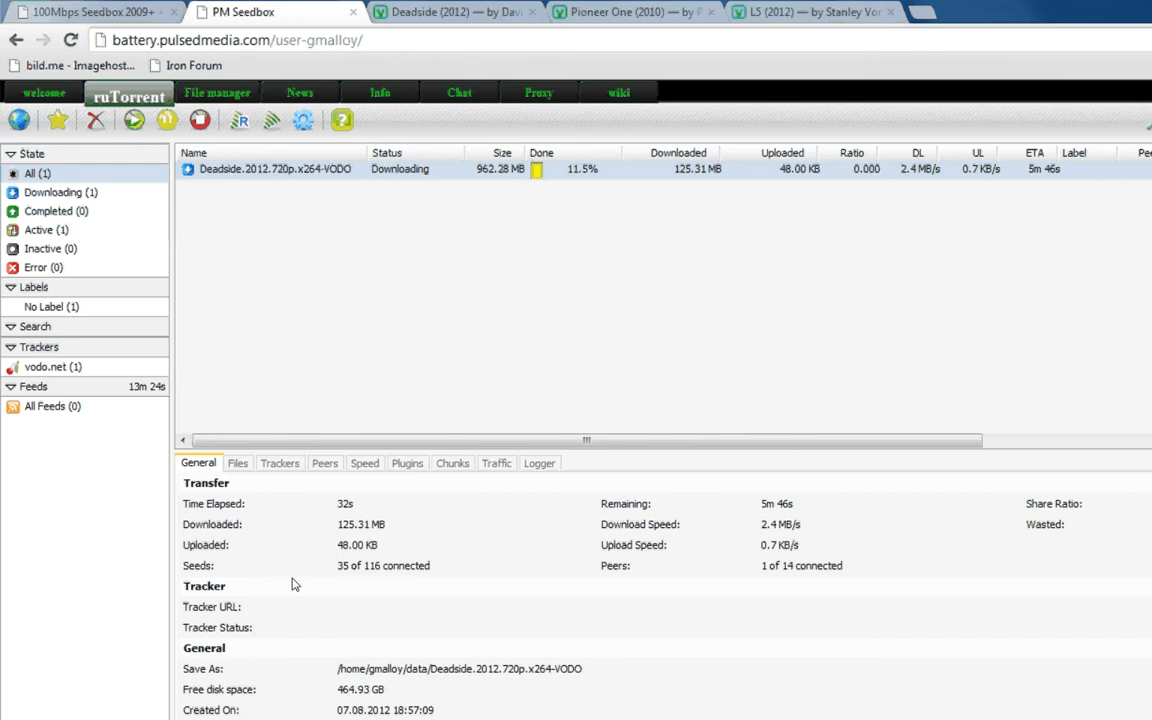 100Mbps Seedbox 2009+
PM Seedbox
Deadside (2012) — by Davi
Pioneer One (2010) — by P
L5 (2012) — by Stanley Vor
battery.pulsedmedia.com/user-gmalloy/
bild.me - Imagehost...
Iron Forum
welcome ruTorrent File manager News Info Chat Proxy wiki
State
All (1)
Downloading (1)
Completed (0)
Active (1)
Inactive (0)
Error (0)
Labels
No Label (1)
Search
Trackers
vodo.net (1)
Feeds 13m 24s
All Feeds (0)
Name Status Size Done Downloaded Uploaded Ratio DL UL ETA Label Pee
Deadside.2012.720p.x264-VODO Downloading 962.28 MB 11.5% 125.31 MB 48.00 KB 0.000 2.4 MB/s 0.7 KB/s 5m 46s
General Files Trackers Peers Speed Plugins Chunks Traffic Logger
Transfer
Time Elapsed: 32s Remaining: 5m 46s Share Ratio:
Downloaded: 125.31 MB Download Speed: 2.4 MB/s Wasted:
Uploaded: 48.00 KB Upload Speed: 0.7 KB/s
Seeds: 35 of 116 connected Peers: 1 of 14 connected
Tracker
Tracker URL:
Tracker Status:
General
Save As: /home/gmalloy/data/Deadside.2012.720p.x264-VODO
Free disk space: 464.93 GB
Created On: 07.08.2012 18:57:09